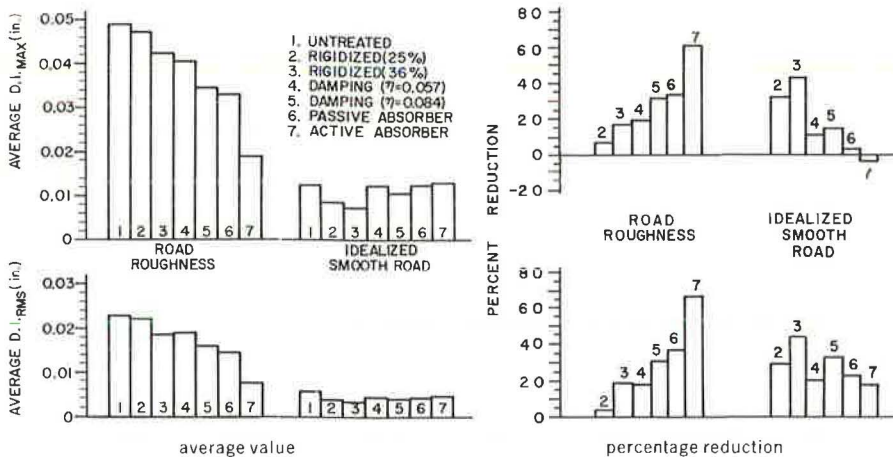 AVERAGE D.I.MAX (in.)
0.05
0.04
0.03
0.02
0.01
0
1 2 3 4 5 6 7
ROAD ROUGHNESS
1 2 3 4 5 6 7
IDEALIZED SMOOTH ROAD
1. UNTREATED
2. RIGIDIZED (25%)
3. RIGIDIZED (36%)
4. DAMPING (η=0.057)
5. DAMPING (η=0.084)
6. PASSIVE ABSORBER
7. ACTIVE ABSORBER
AVERAGE D.I.RMS (in.)
0.03
0.02
0.01
0
1 2 3 4 5 6 7
1 2 3 4 5 6 7
average value
PERCENT REDUCTION
80
60
40
20
0
-20
2 3 4 5 6 7
ROAD ROUGHNESS
2 3 4 5 6
IDEALIZED SMOOTH ROAD
80
60
40
20
0
2 3 4 5 6 7
2 3 4 5 6 7
percentage reduction